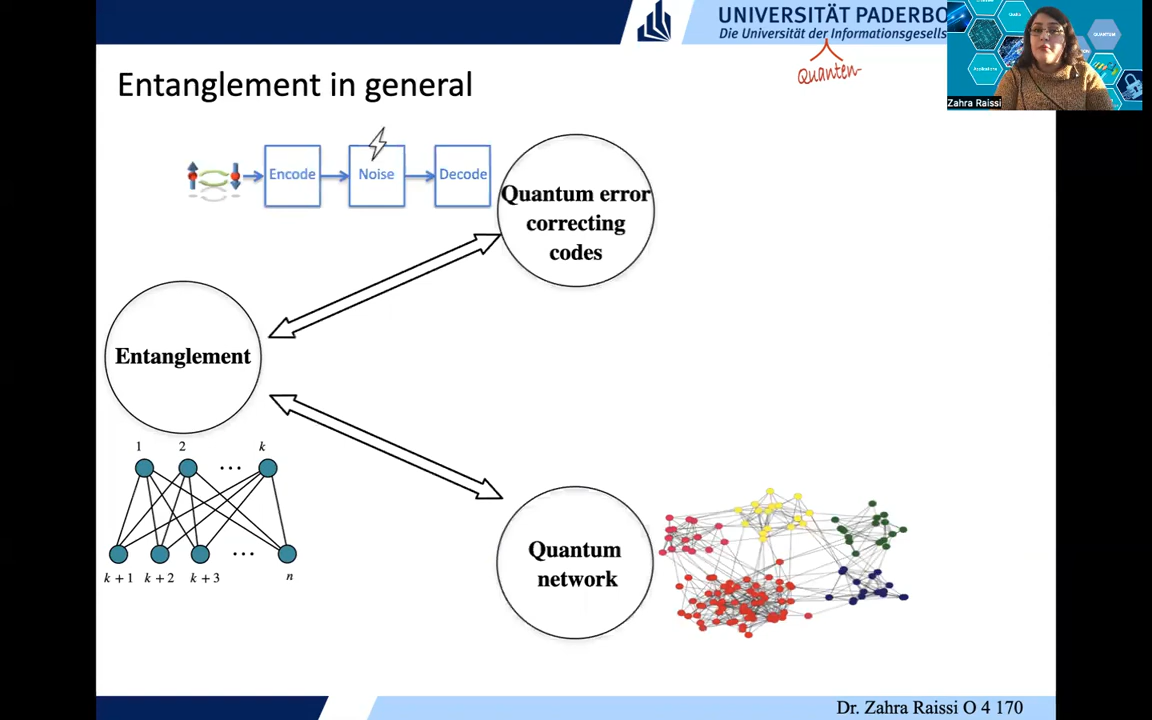 UNIVERSITÄT PADERBO
Die Universität der Informationsgesells
Quanten-
Zahra Raissi
Entanglement in general
Encode
Noise
Decode
Quantum error
correcting
codes
Entanglement
1 2 ... k
k + 1 k + 2 k + 3 ... n
Quantum
network
Dr. Zahra Raissi O 4 170